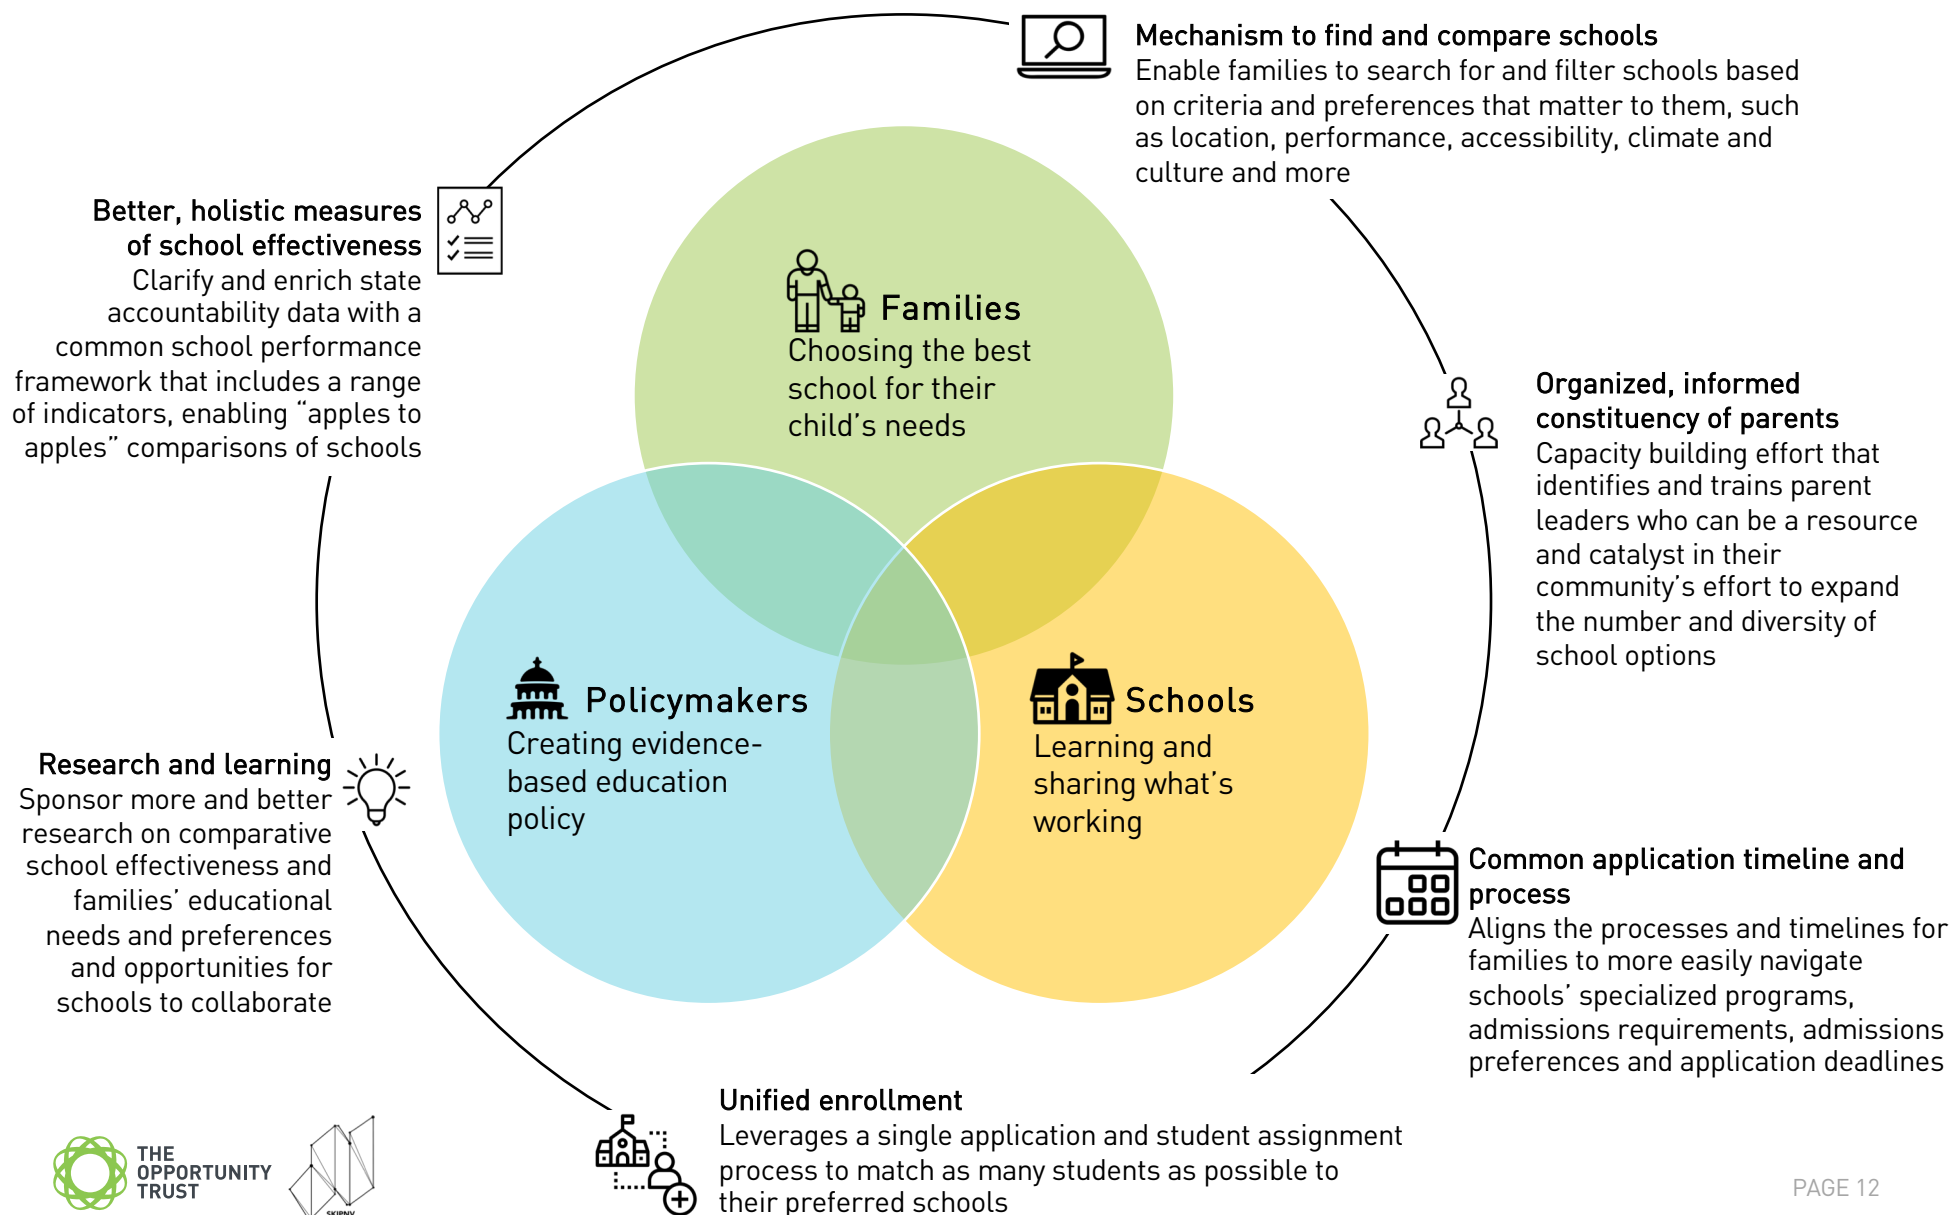 Mechanism to find and compare schools
Enable families to search for and filter schools based
on criteria and preferences that matter to them, such
as location, performance, accessibility, climate and
culture and more
Better, holistic measures
of school effectiveness
Clarify and enrich state
accountability data with a
common school performance
framework that includes a range
of indicators, enabling “apples to
apples” comparisons of schools
Families
Choosing the best
school for their
child’s needs
Organized, informed
constituency of parents
Capacity building effort that
identifies and trains parent
leaders who can be a resource
and catalyst in their
community’s effort to expand
the number and diversity of
school options
Policymakers
Creating evidence-
based education
policy
Schools
Learning and
sharing what’s
working
Research and learning
Sponsor more and better
research on comparative
school effectiveness and
families’ educational
needs and preferences
and opportunities for
schools to collaborate
Common application timeline and
process
Aligns the processes and timelines for
families to more easily navigate
schools’ specialized programs,
admissions requirements, admissions
preferences and application deadlines
Unified enrollment
Leverages a single application and student assignment
process to match as many students as possible to
their preferred schools
THE
OPPORTUNITY
TRUST
PAGE 12